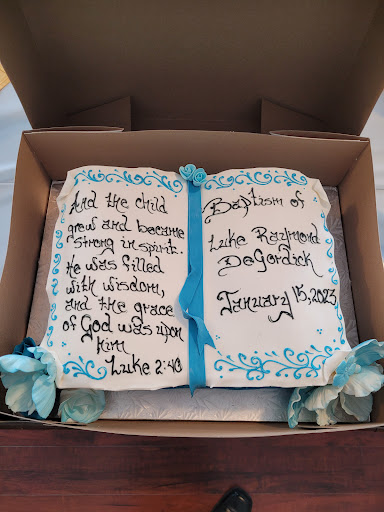 And the child
grew and became
strong in spirit.
He was filled
with wisdom,
and the grace
of God was upon
him
Luke 2:40
Baptism of
Luke Raymond
DeGordick
January 15, 2023